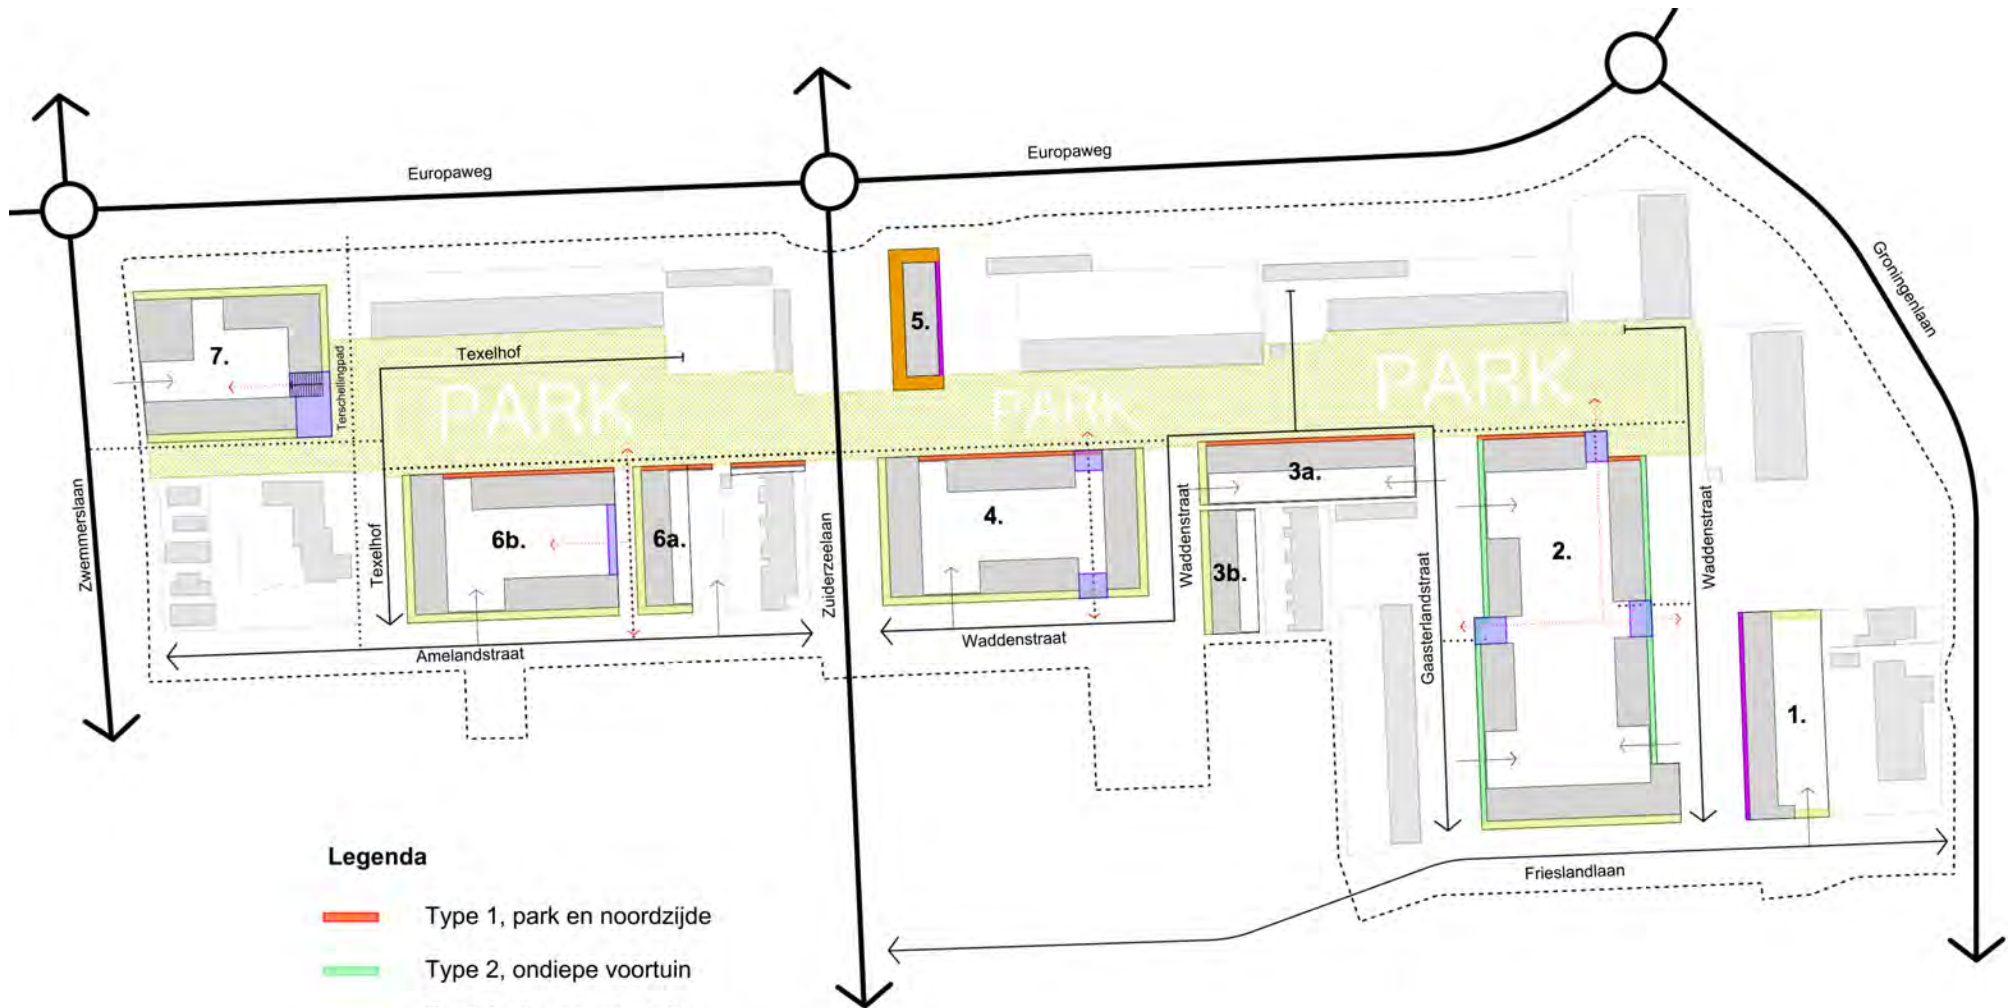 Europaweg
Europaweg
Groningenlaan
5.
7.
Texelhof
Terschellingpad
PARK
PARK
PARK
3a.
4.
6b.
6a.
3b.
2.
1.
Zwemmerslaan
Texelhof
Zuiderzeelaan
Waddenstraat
Waddenstraat
Gaasterlandstraat
Waddenstraat
Amelandstraat
Frieslandlaan
Legenda
Type 1, park en noordzijde
Type 2, ondiepe voortuin